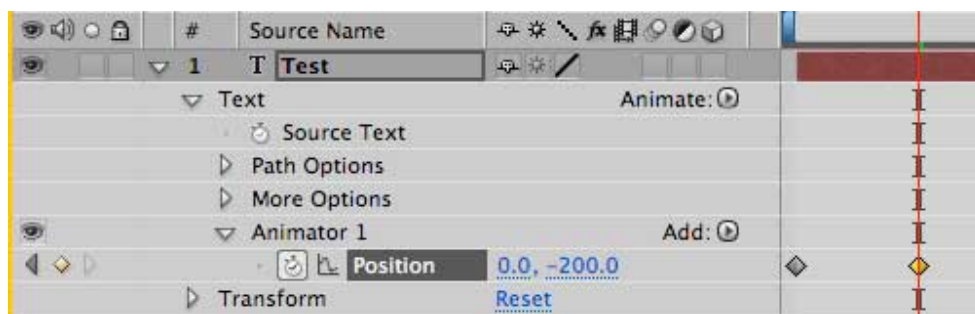 # Source Name fx
1 T Test
Text Animate:
Source Text
Path Options
More Options
Animator 1 Add:
Position 0.0, -200.0
Transform Reset